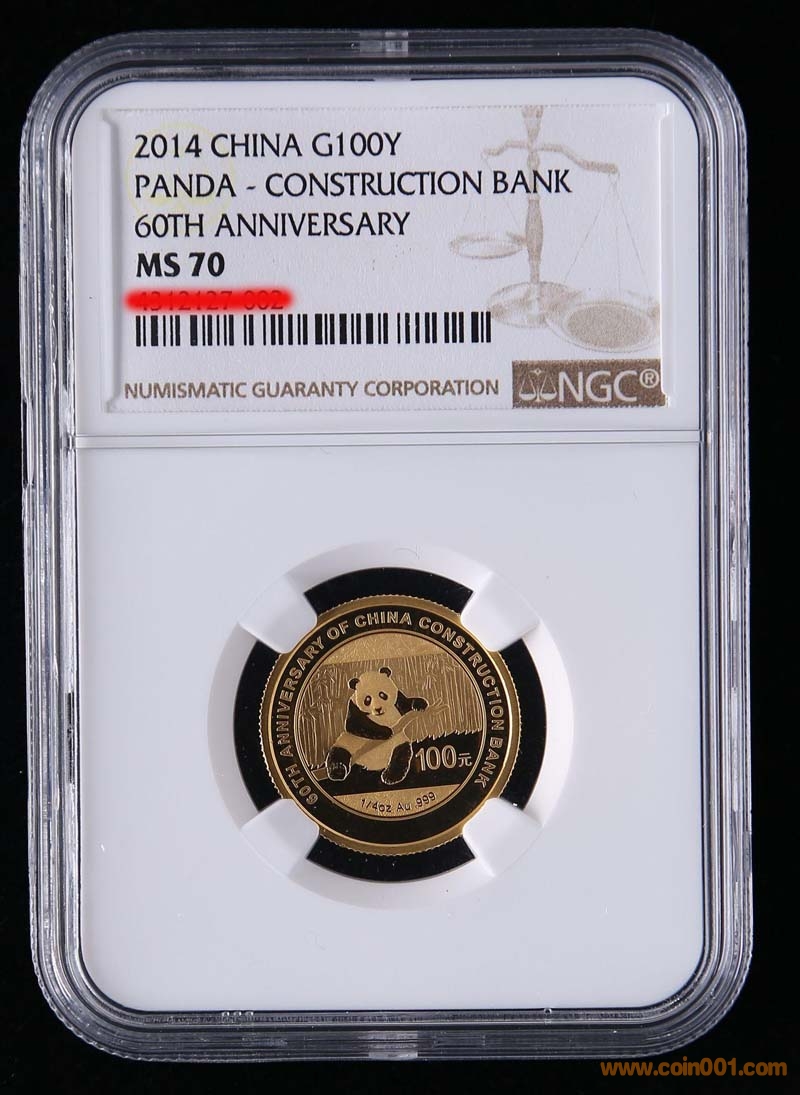 2014 CHINA G100Y
PANDA - CONSTRUCTION BANK
60TH ANNIVERSARY
MS 70
NUMISMATIC GUARANTY CORPORATION
NGC®
60TH ANNIVERSARY OF CHINA CONSTRUCTION BANK
100元
1/4oz Au .999
www.coin001.com